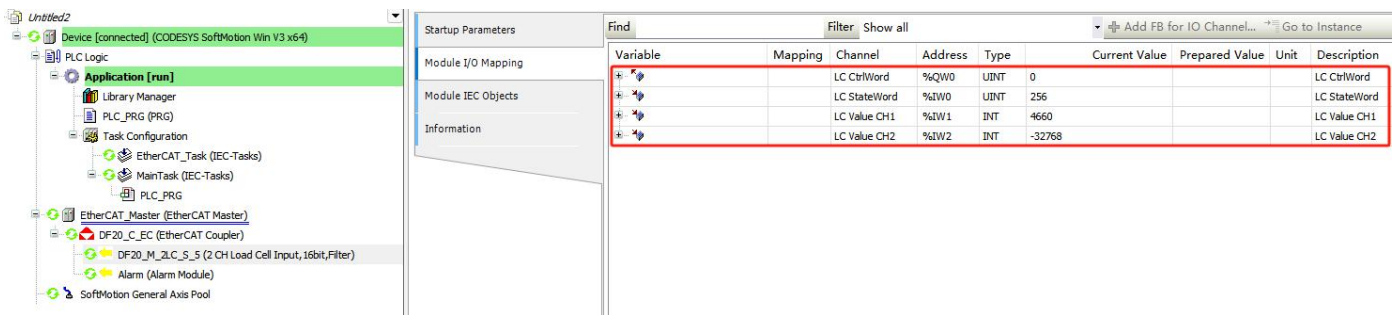 Untitled2
Device [connected] (CODESYS SoftMotion Win V3 x64)
PLC Logic
Application [run]
Library Manager
PLC_PRG (PRG)
Task Configuration
EtherCAT_Task (IEC-Tasks)
MainTask (IEC-Tasks)
PLC_PRG
EtherCAT_Master (EtherCAT Master)
DF20_C_EC (EtherCAT Coupler)
DF20_M_2LC_S_5 (2 CH Load Cell Input, 16bit,Filter)
Alarm (Alarm Module)
SoftMotion General Axis Pool
Startup Parameters
Module I/O Mapping
Module IEC Objects
Information
Find Filter Show all Add FB for IO Channel... Go to Instance
Variable Mapping Channel Address Type Current Value Prepared Value Unit Description
LC CtrlWord %QW0 UINT 0 LC CtrlWord
LC StateWord %IW0 UINT 256 LC StateWord
LC Value CH1 %IW1 INT 4660 LC Value CH1
LC Value CH2 %IW2 INT -32768 LC Value CH2